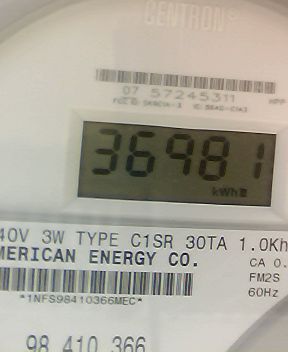 CENTRON®
07 57245311
36981
kWh
40V 3W TYPE C1SR 30TA 1.0Kh
MERICAN ENERGY CO.
CA 0.
FM2S
60Hz
*1NFS98410366MEC*
98 410 366